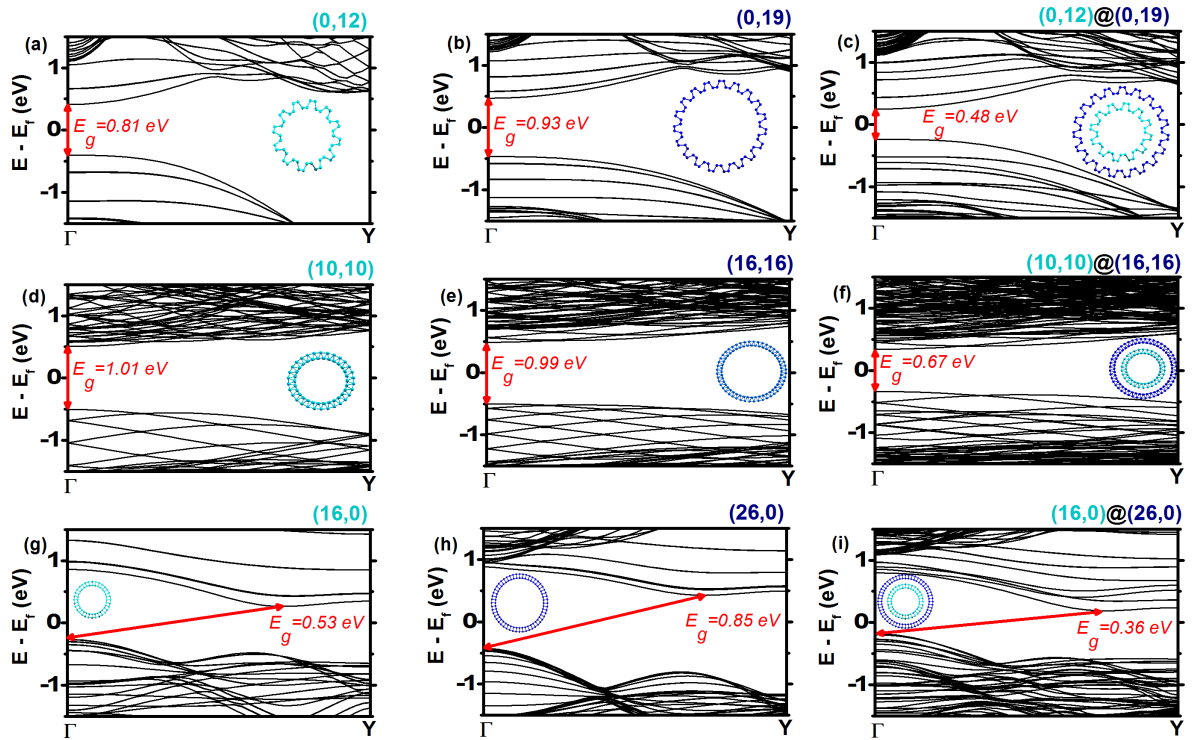 (0,12)
(a)
E - E_f (eV)
1
0
-1
E_g=0.81 eV
Γ
Y
(0,19)
(b)
E - E_f (eV)
1
0
-1
E_g=0.93 eV
Γ
Y
(0,12)@(0,19)
(c)
E - E_f (eV)
1
0
-1
E_g=0.48 eV
Γ
Y
(10,10)
(d)
E - E_f (eV)
1
0
-1
E_g=1.01 eV
Γ
Y
(16,16)
(e)
E - E_f (eV)
1
0
-1
E_g=0.99 eV
Γ
Y
(10,10)@(16,16)
(f)
E - E_f (eV)
1
0
-1
E_g=0.67 eV
Γ
Y
(16,0)
(g)
E - E_f (eV)
1
0
-1
E_g=0.53 eV
Γ
Y
(26,0)
(h)
E - E_f (eV)
1
0
-1
E_g=0.85 eV
Γ
Y
(16,0)@(26,0)
(i)
E - E_f (eV)
1
0
-1
E_g=0.36 eV
Γ
Y